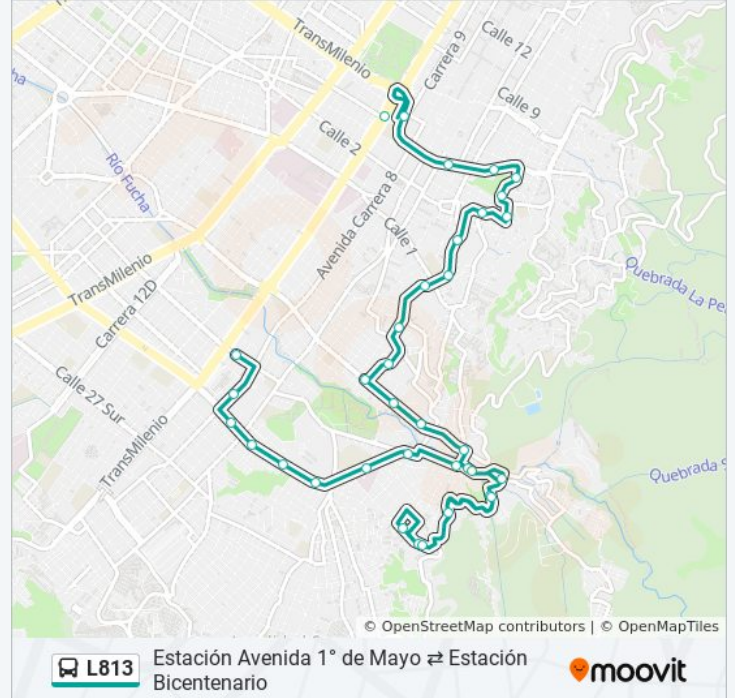 TransMilenio
Carrera 9
Calle 12
Calle 9
Calle 2
Río Fucha
Avenida Carrera 8
Calle 1
TransMilenio
Carrera 12D
Quebrada La Pe
Calle 27 Sur
TransMilenio
Quebrada S
© OpenStreetMap contributors | © OpenMapTiles
L813 Estación Avenida 1° de Mayo ⇄ Estación
Bicentenario
moovit